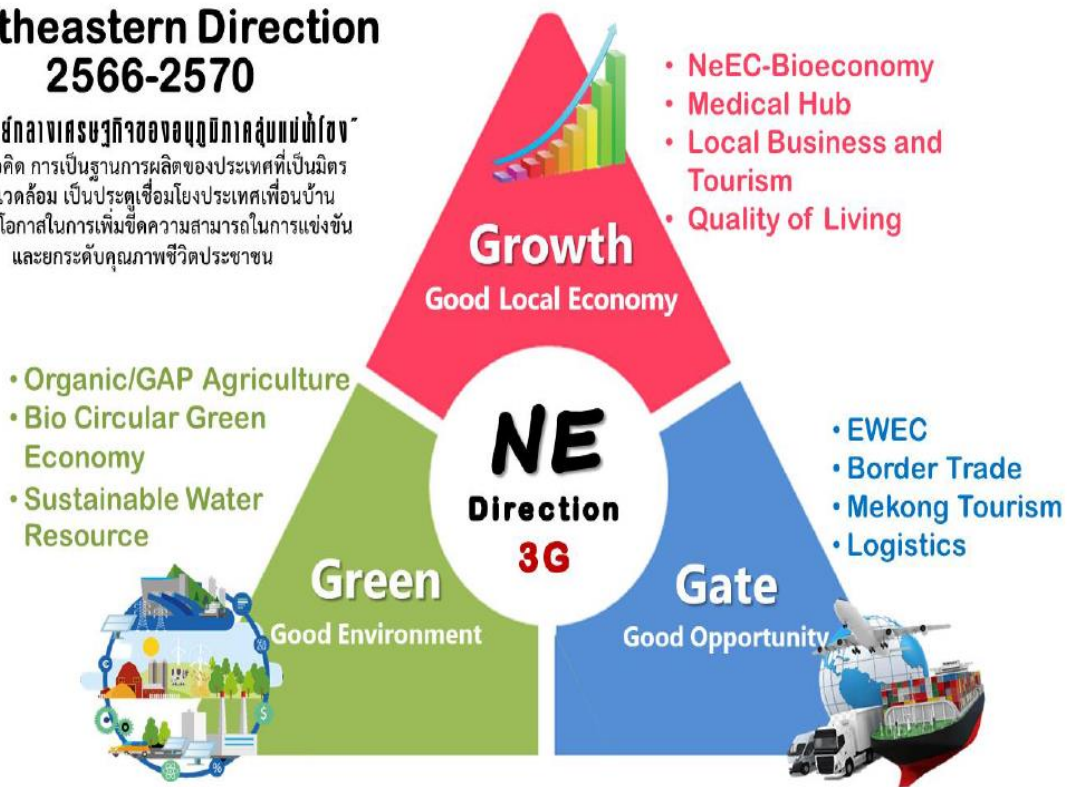 theastern Direction
2566-2570
ย์กลางเศรษฐกิจของอนุภูมิภาคลุ่มแม่น้ำโขง"
คิด การเป็นฐานการผลิตของประเทศที่เป็นมิตร
วดล้อม เป็นประตูเชื่อมโยงประเทศเพื่อนบ้าน
โอกาสในการเพิ่มขีดความสามารถในการแข่งขัน
และยกระดับคุณภาพชีวิตประชาชน
• NeEC-Bioeconomy
• Medical Hub
• Local Business and
Tourism
• Quality of Living
Growth
Good Local Economy
• Organic/GAP Agriculture
• Bio Circular Green
Economy
• Sustainable Water
Resource
NE
Direction
3G
• EWEC
• Border Trade
• Mekong Tourism
• Logistics
Green
Good Environment
Gate
Good Opportunity